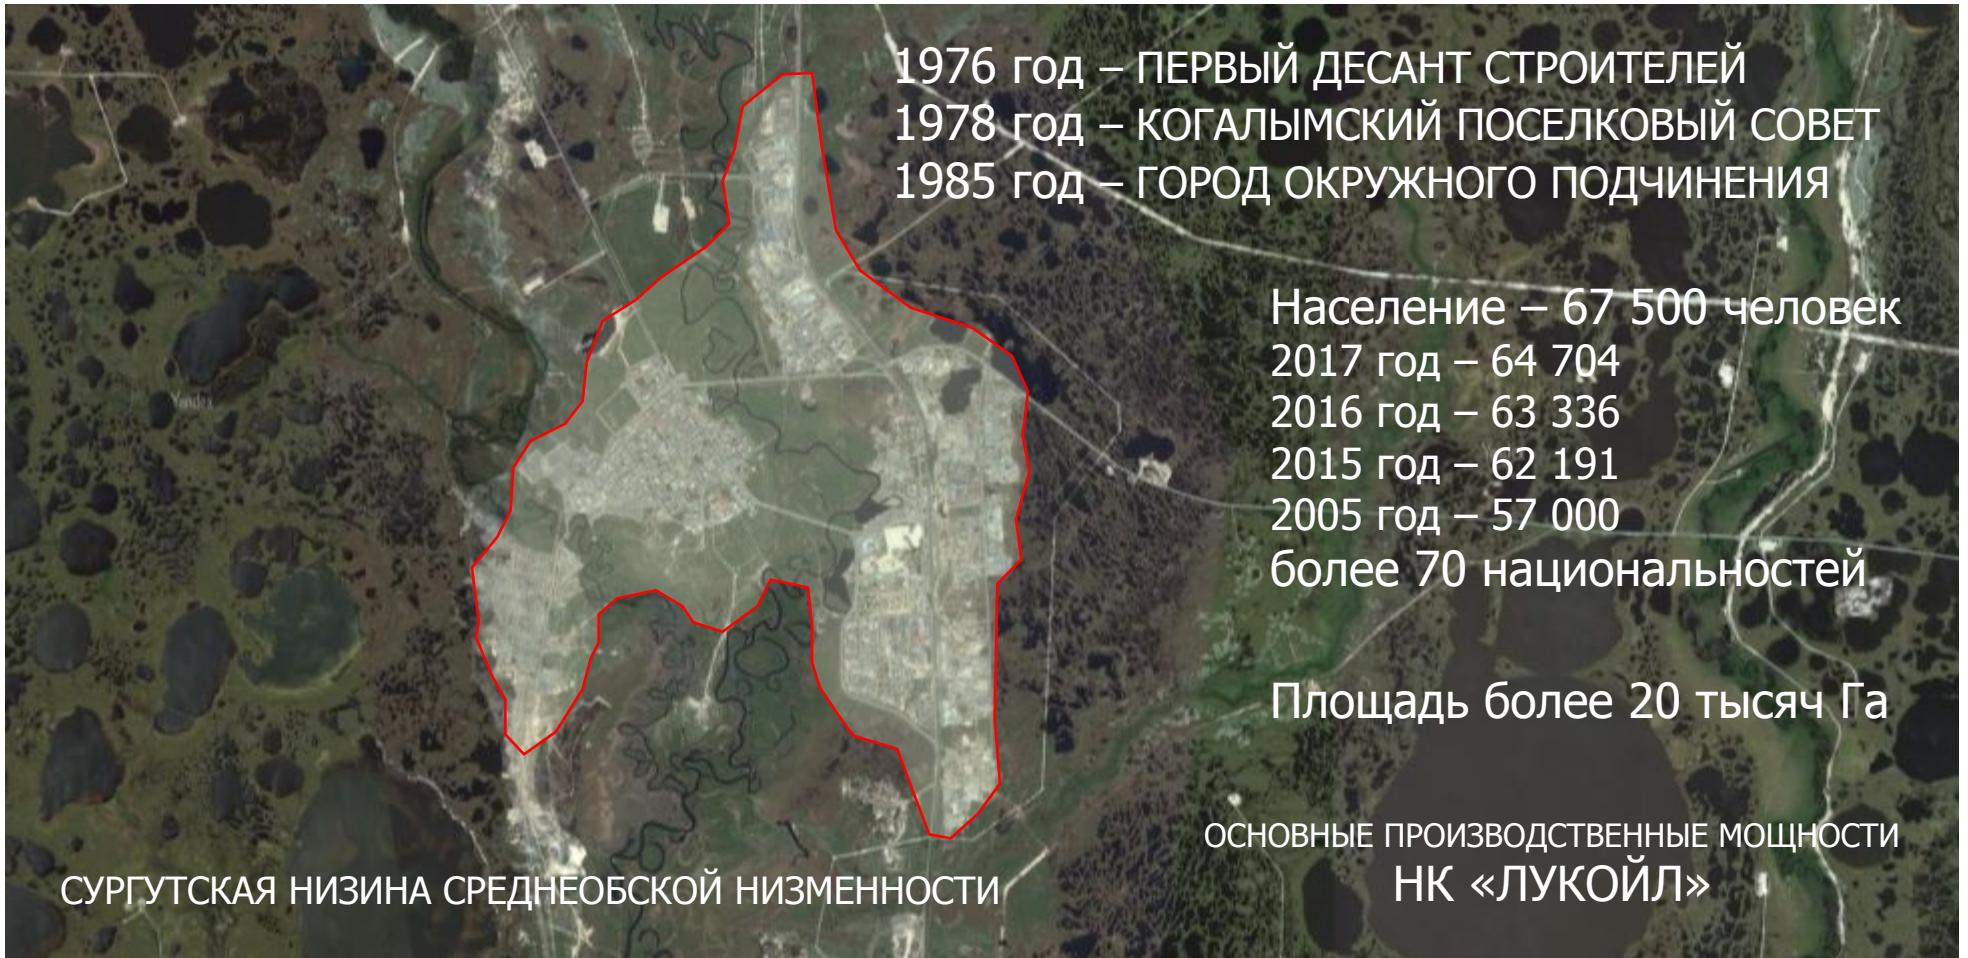 1976 год – ПЕРВЫЙ ДЕСАНТ СТРОИТЕЛЕЙ
1978 год – КОГАЛЫМСКИЙ ПОСЕЛКОВЫЙ СОВЕТ
1985 год – ГОРОД ОКРУЖНОГО ПОДЧИНЕНИЯ
Население – 67 500 человек
2017 год – 64 704
2016 год – 63 336
2015 год – 62 191
2005 год – 57 000
более 70 национальностей
Yandex
Площадь более 20 тысяч Га
ОСНОВНЫЕ ПРОИЗВОДСТВЕННЫЕ МОЩНОСТИ
НК «ЛУКОЙЛ»
СУРГУТСКАЯ НИЗИНА СРЕДНЕОБСКОЙ НИЗМЕННОСТИ